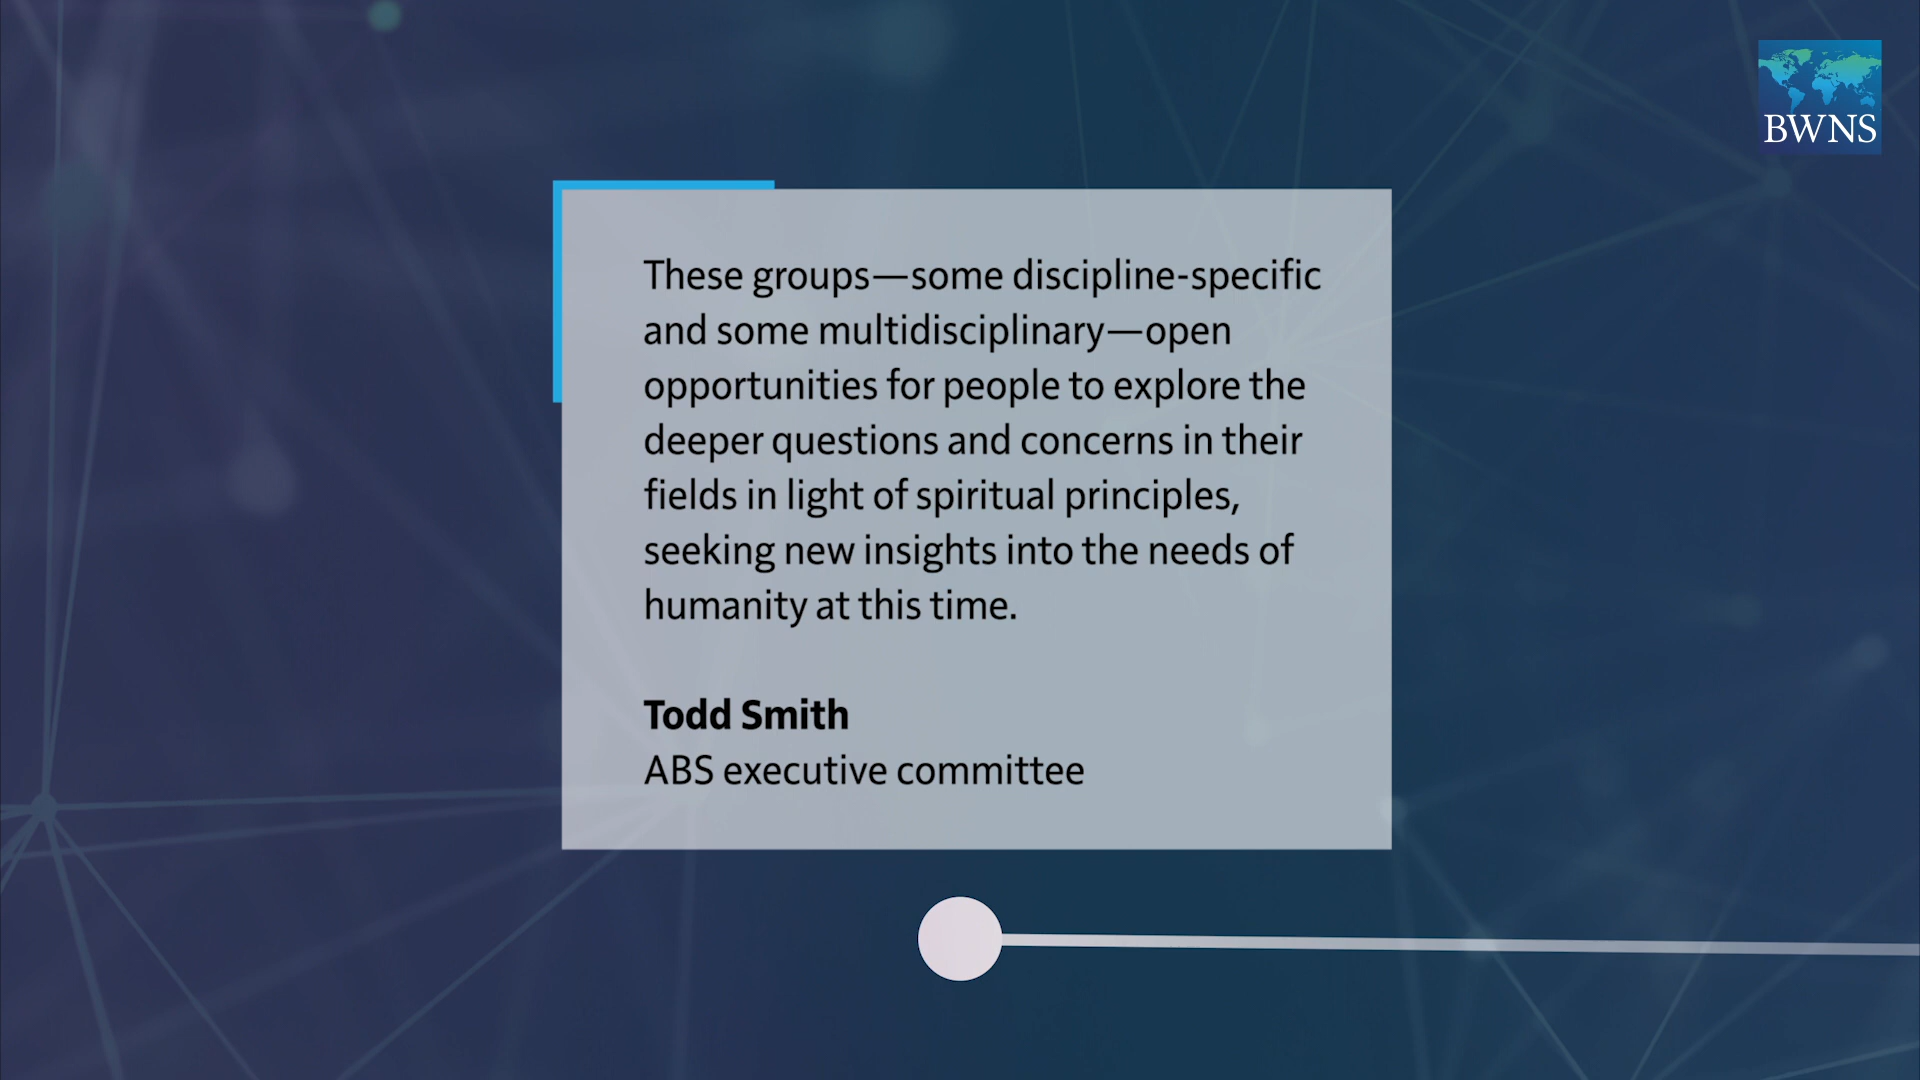 BWNS
These groups—some discipline-specific
and some multidisciplinary—open
opportunities for people to explore the
deeper questions and concerns in their
fields in light of spiritual principles,
seeking new insights into the needs of
humanity at this time.
Todd Smith
ABS executive committee